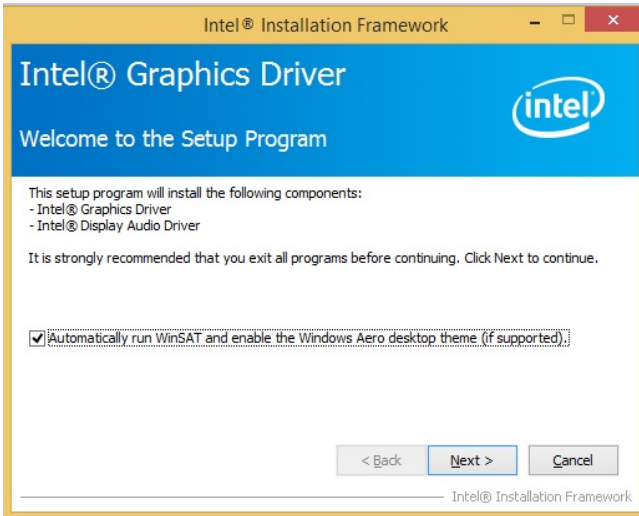 Intel® Installation Framework
Intel® Graphics Driver
intel
Welcome to the Setup Program
This setup program will install the following components:
- Intel® Graphics Driver
- Intel® Display Audio Driver
It is strongly recommended that you exit all programs before continuing. Click Next to continue.
Automatically run WinSAT and enable the Windows Aero desktop theme (if supported).
< Back Next > Cancel
Intel® Installation Framework